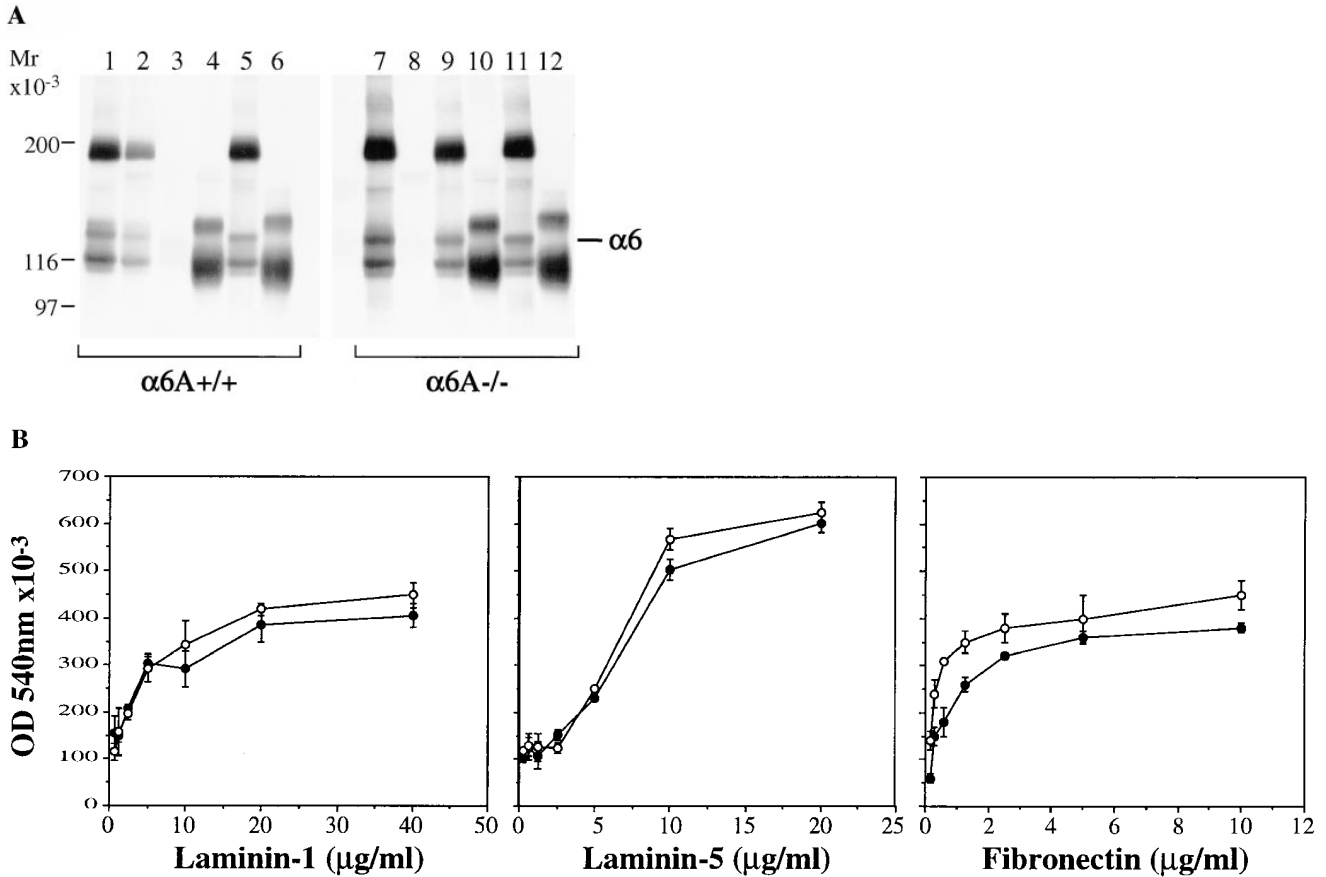 A
Mr 1 2 3 4 5 6 7 8 9 10 11 12
x10-3
200
α6
116
97
α6A+/+ α6A-/-
B
OD 540nm x10-3
700
600
500
400
300
200
100
0
0 10 20 30 40 50
0 5 10 15 20 25
0 2 4 6 8 10 12
Laminin-1 (μg/ml) Laminin-5 (μg/ml) Fibronectin (μg/ml)